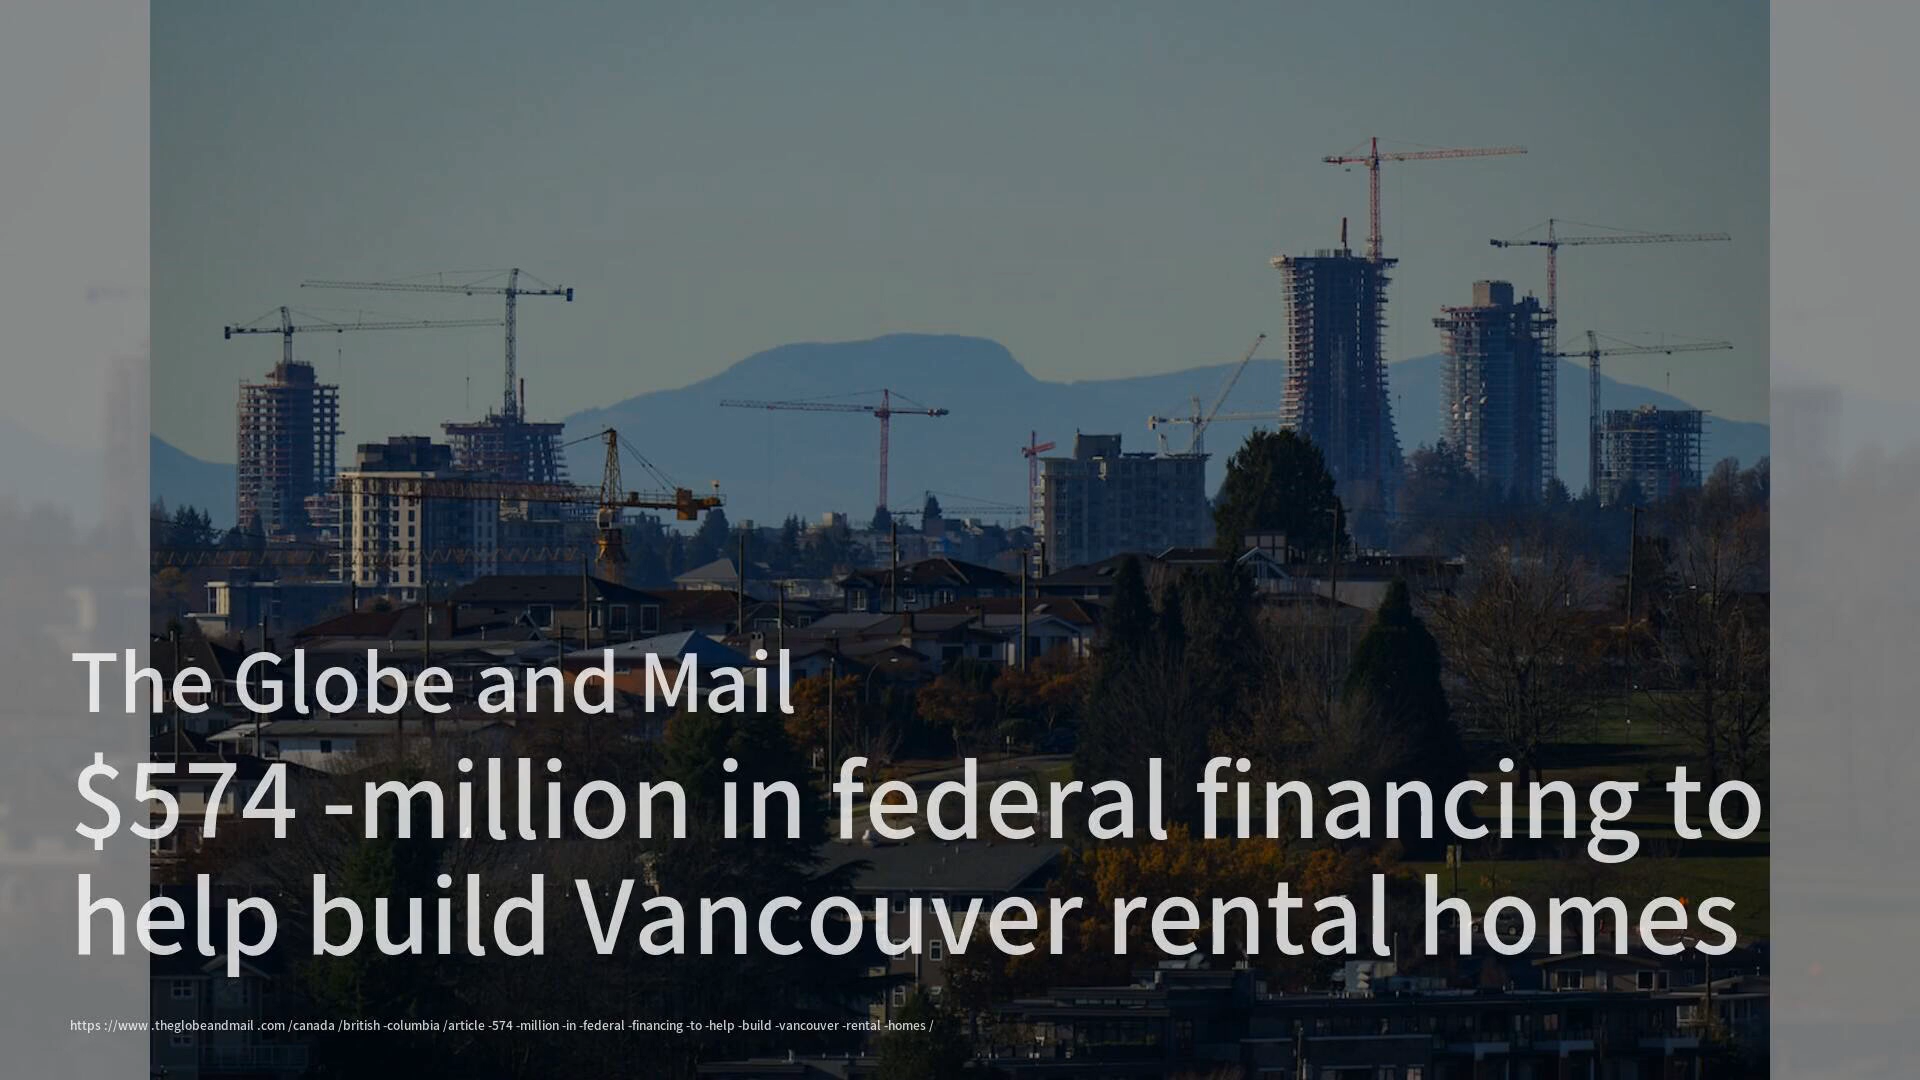 The Globe and Mail
$574 -million in federal financing to
help build Vancouver rental homes
https ://www .theglobeandmail .com /canada /british -columbia /article -574 -million -in -federal -financing -to -help -build -vancouver -rental -homes /